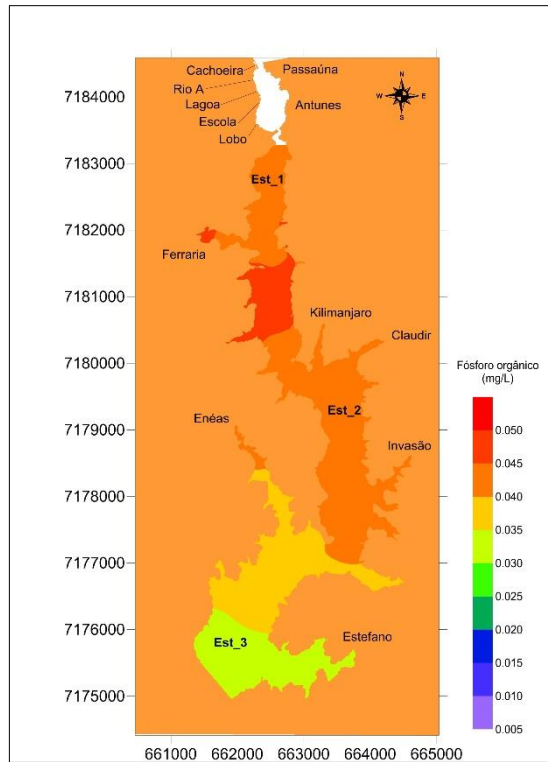 Cachoeira
Passaúna
Rio A
Lagoa
Antunes
Escola
Lobo
N
W
E
S
7184000
7183000
7182000
7181000
7180000
7179000
7178000
7177000
7176000
7175000
Est_1
Ferraria
Kilimanjaro
Claudir
Est_2
Enéas
Invasão
Est_3
Estefano
661000 662000 663000 664000 665000
Fósforo orgânico
(mg/L)
0.050
0.045
0.040
0.035
0.030
0.025
0.020
0.015
0.010
0.005